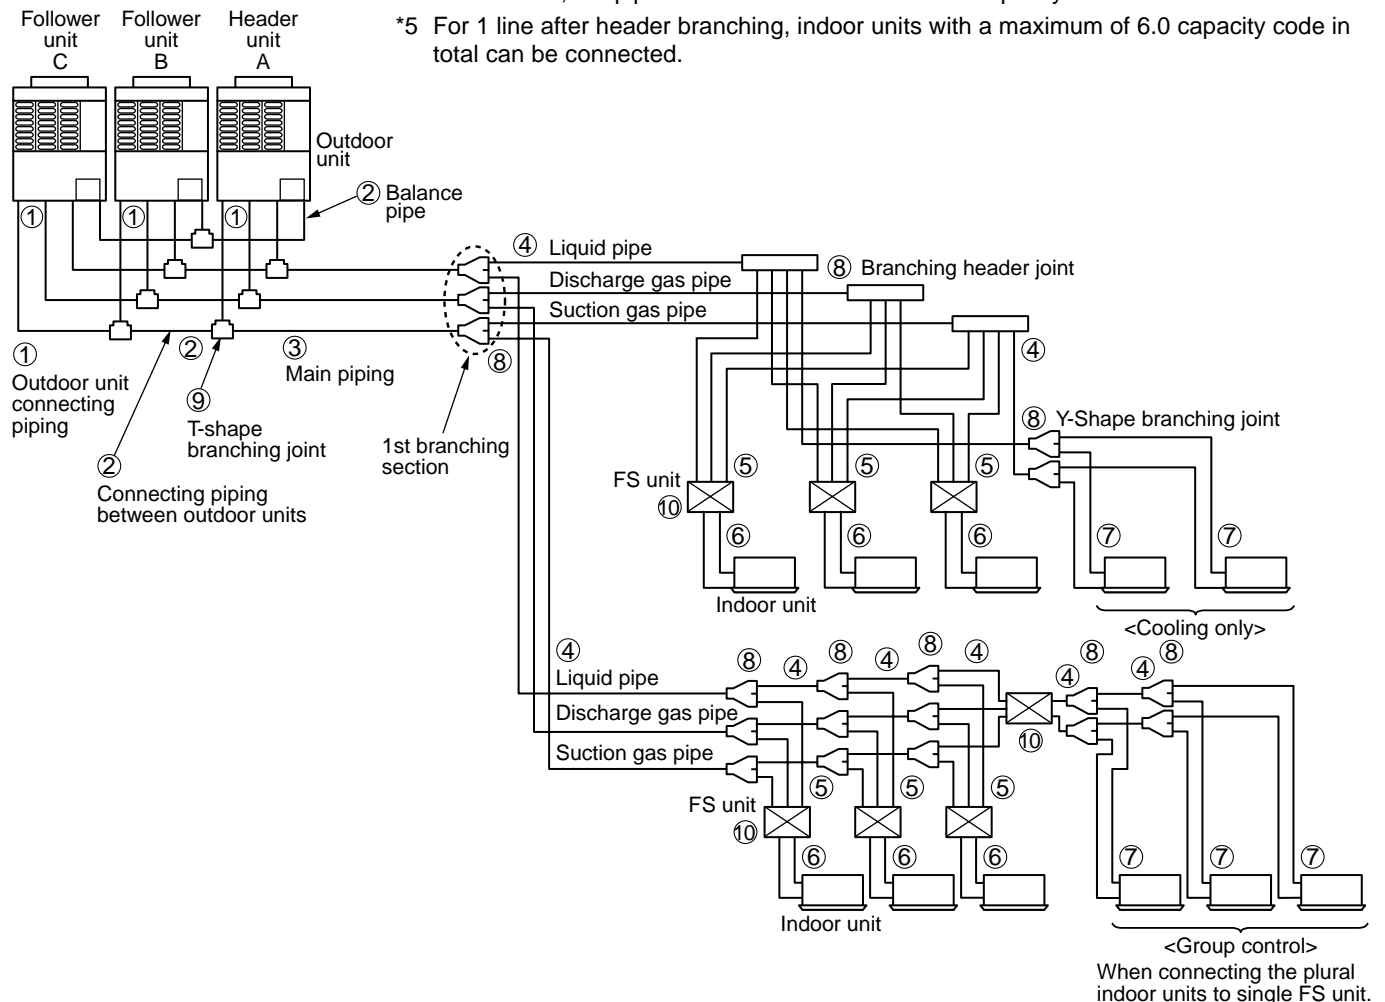 *5 For 1 line after header branching, indoor units with a maximum of 6.0 capacity code in
total can be connected.
Follower
unit
C
Follower
unit
B
Header
unit
A
Outdoor
unit
② Balance
pipe
①
①
①
④ Liquid pipe
Discharge gas pipe
Suction gas pipe
⑧ Branching header joint
④
①
Outdoor unit
connecting
piping
②
③
Main piping
⑧
⑨
T-shape
branching joint
②
Connecting piping
between outdoor units
1st branching
section
⑧ Y-Shape branching joint
FS unit
⑩
⑤
⑤
⑤
⑥
⑥
⑥
⑦
⑦
Indoor unit
<Cooling only>
④
Liquid pipe
Discharge gas pipe
Suction gas pipe
⑧
④
⑧
④
⑧
④
④
⑧
④
⑧
⑩
FS unit
⑩
⑤
⑤
⑤
⑥
⑥
⑥
⑦
⑦
⑦
Indoor unit
<Group control>
When connecting the plural
indoor units to single FS unit.